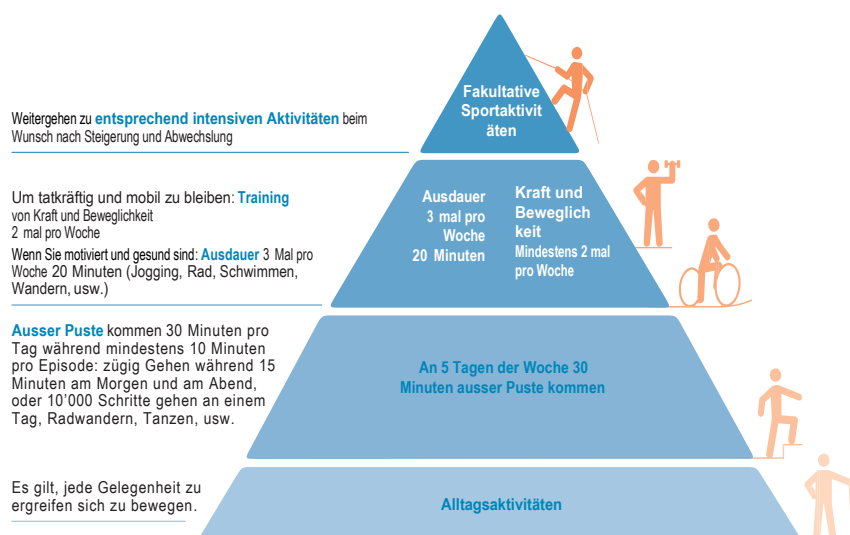 Fakultative
Sportaktivit
äten
Weitergehen zu entsprechend intensiven Aktivitäten beim
Wunsch nach Steigerung und Abwechslung
Um tatkräftig und mobil zu bleiben: Training
von Kraft und Beweglichkeit
2 mal pro Woche
Wenn Sie motiviert und gesund sind: Ausdauer 3 Mal pro
Woche 20 Minuten (Jogging, Rad, Schwimmen,
Wandern, usw.)
Ausdauer
3 mal pro
Woche
20 Minuten
Kraft und
Beweglich
keit
Mindestens 2 mal
pro Woche
Ausser Puste kommen 30 Minuten pro
Tag während mindestens 10 Minuten
pro Episode: zügig Gehen während 15
Minuten am Morgen und am Abend,
oder 10’000 Schritte gehen an einem
Tag, Radwandern, Tanzen, usw.
An 5 Tagen der Woche 30
Minuten ausser Puste kommen
Es gilt, jede Gelegenheit zu
ergreifen sich zu bewegen.
Alltagsaktivitäten